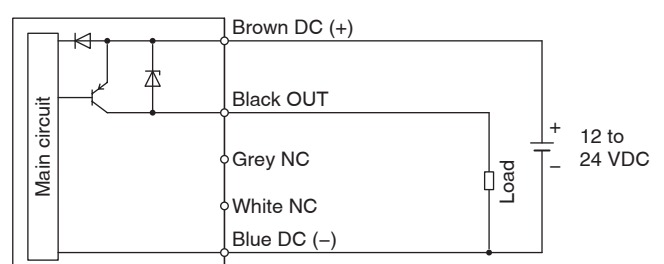 Brown DC (+)
Main circuit
Black OUT
+
12 to
24 VDC
–
Grey NC
Load
White NC
Blue DC (–)